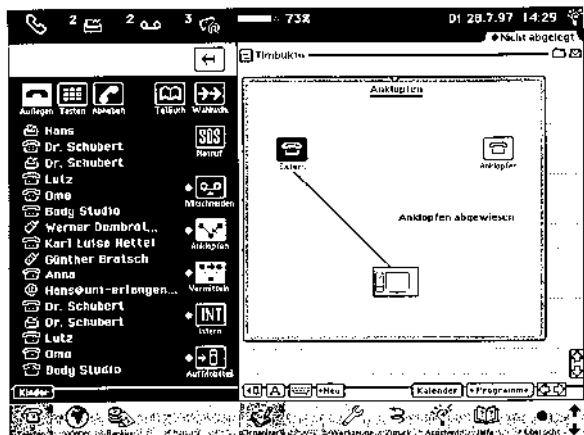 2 2 3 73% Di 28.7.97 14:29
Nicht abgelegt
Timbuktu
Anklopfen
Auflegen Tasten Abheben Telbuch Wahlwdh.
Hans
Dr. Schubert
Dr. Schubert
Lutz
Oma
Body Studio
Werner Dombrat...
Karl Luise Hettel
Günther Bratsch
Anna
Hans@uni-erlangen...
Dr. Schubert
Dr. Schubert
Lutz
Oma
Body Studio
SOS
Notruf
Mitschneiden
Anklopfen
Vermitteln
INT
Intern
Extern
Anklopfer
Anklopfen abgewiesen
Kinder
A
Neu
Kalender
Programme